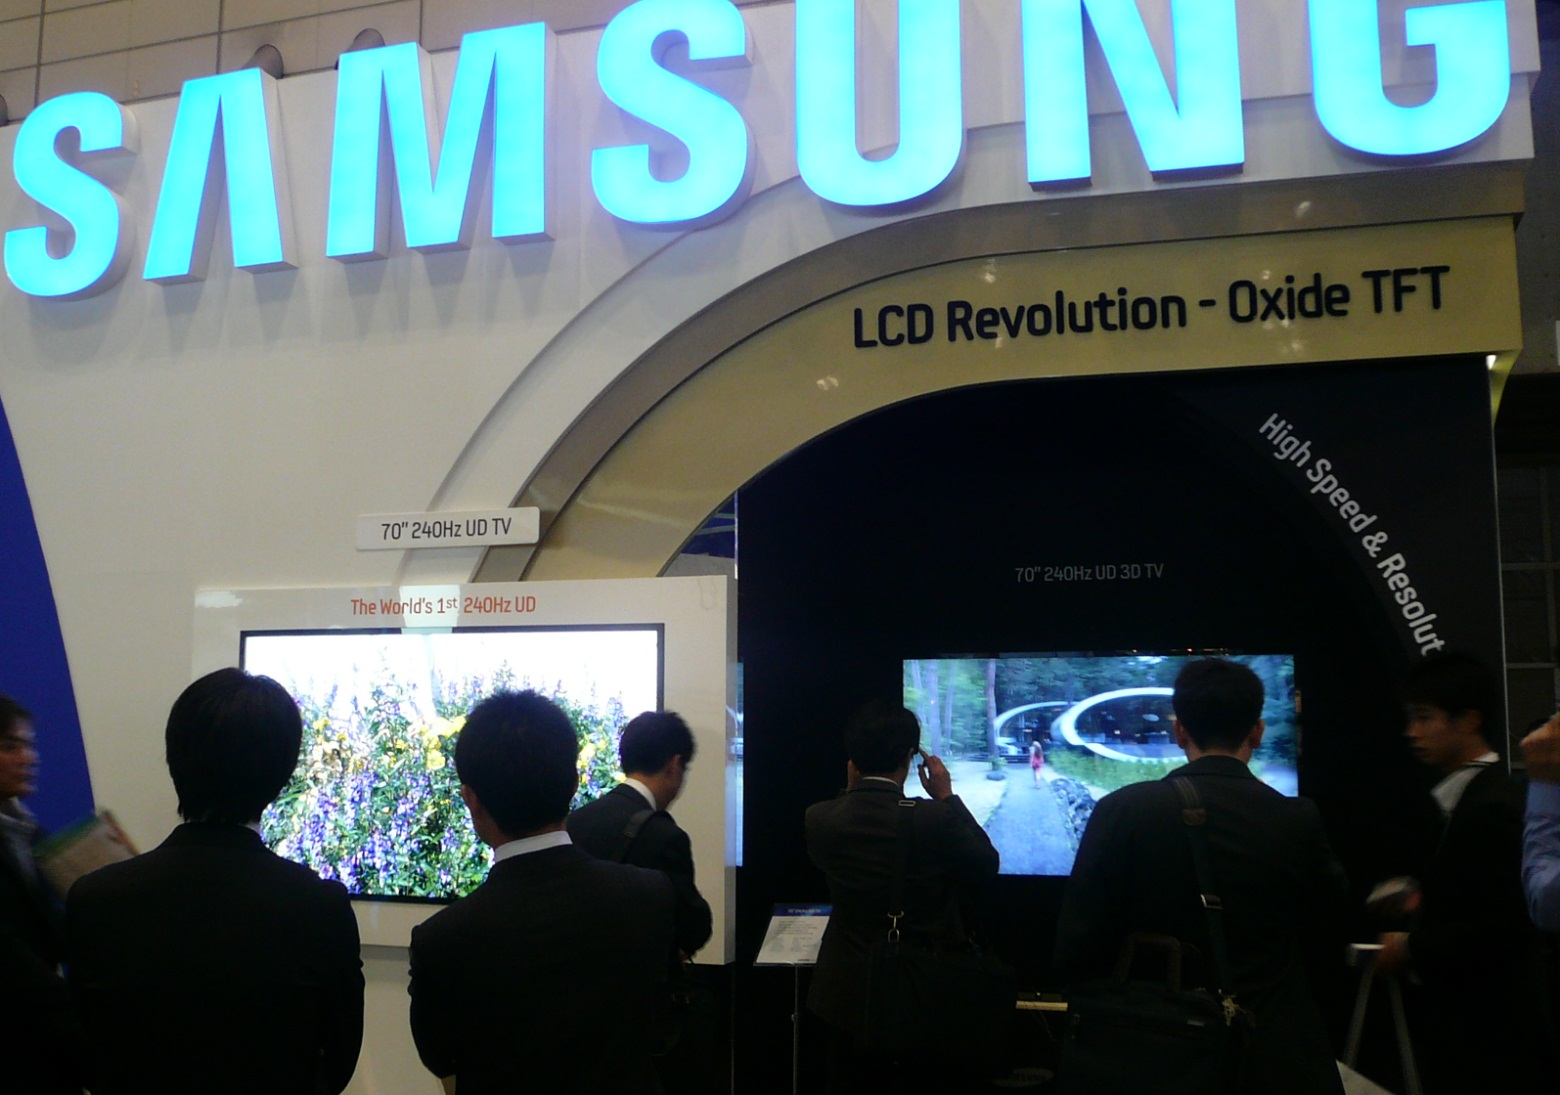 SAMSUNG
LCD Revolution - Oxide TFT
High Speed & Resolut
70" 240Hz UD TV
The World's 1st 240Hz UD
70" 240Hz UD 3D TV